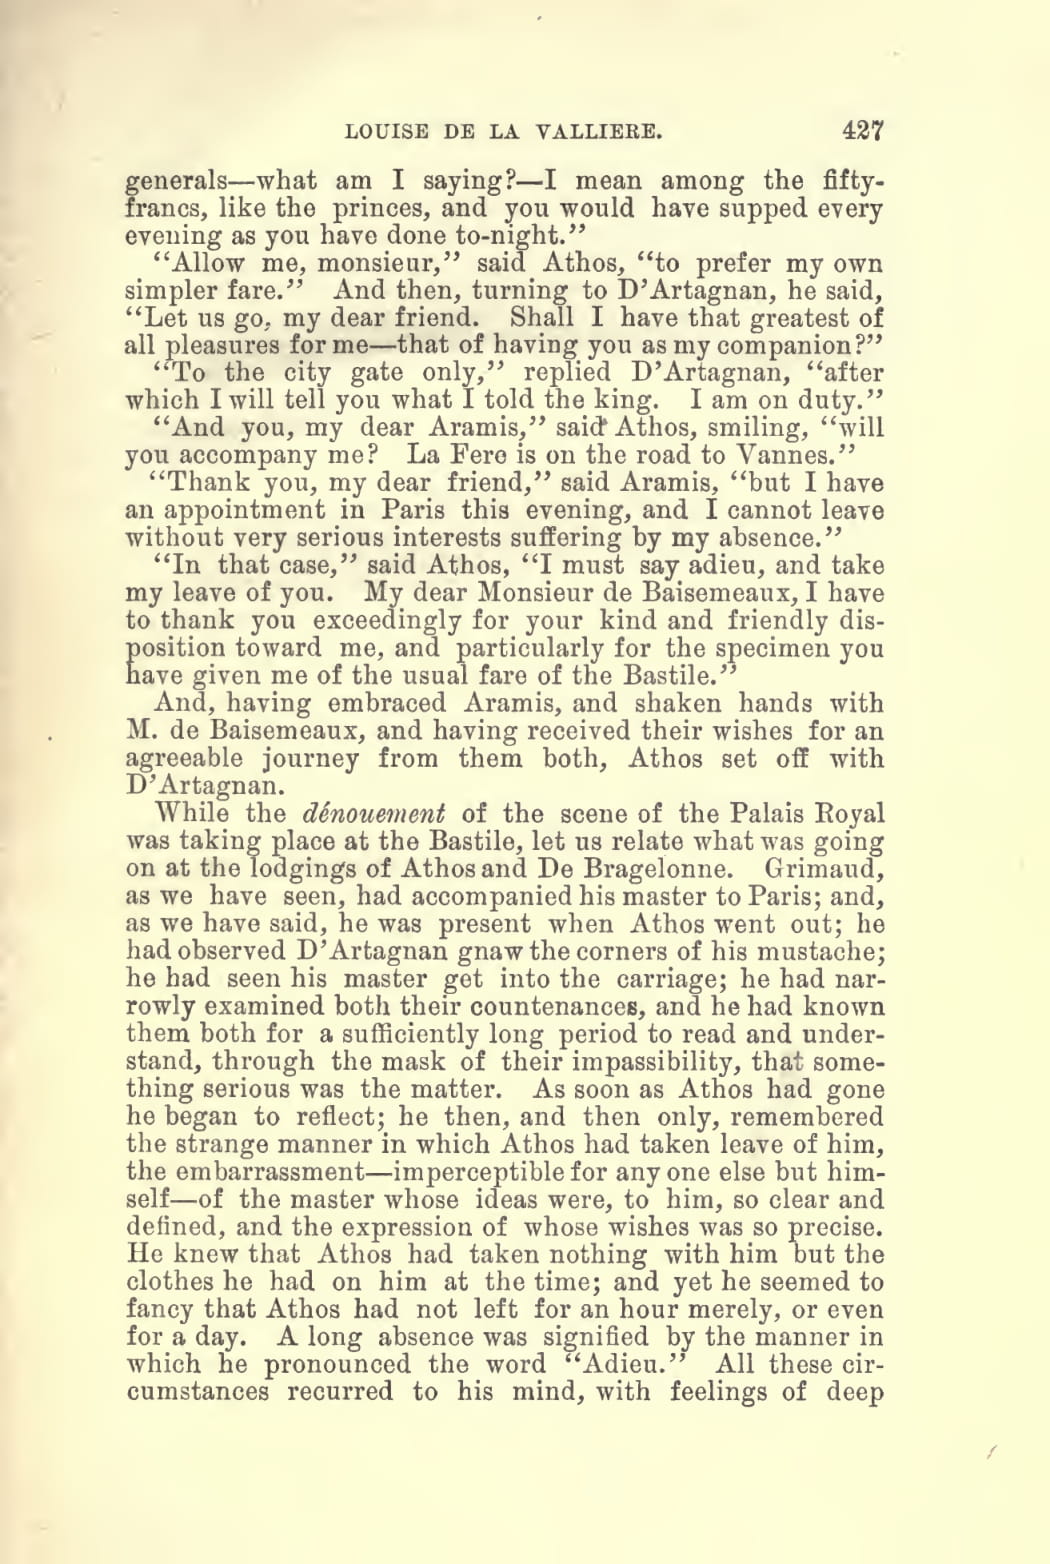 LOUISE DE LA VALLIERE. 427
generals—what am I saying?—I mean among the fifty-
francs, like the princes, and you would have supped every
evening as you have done to-night."
"Allow me, monsieur," said Athos, "to prefer my own
simpler fare." And then, turning to D'Artagnan, he said,
"Let us go, my dear friend. Shall I have that greatest of
all pleasures for me—that of having you as my companion?"
"To the city gate only," replied D'Artagnan, "after
which I will tell you what I told the king. I am on duty."
"And you, my dear Aramis," said Athos, smiling, "will
you accompany me? La Fere is on the road to Vannes."
"Thank you, my dear friend," said Aramis, "but I have
an appointment in Paris this evening, and I cannot leave
without very serious interests suffering by my absence."
"In that case," said Athos, "I must say adieu, and take
my leave of you. My dear Monsieur de Baisemeaux, I have
to thank you exceedingly for your kind and friendly dis-
position toward me, and particularly for the specimen you
have given me of the usual fare of the Bastile."
And, having embraced Aramis, and shaken hands with
M. de Baisemeaux, and having received their wishes for an
agreeable journey from them both, Athos set off with
D'Artagnan.
While the dénouement of the scene of the Palais Royal
was taking place at the Bastile, let us relate what was going
on at the lodgings of Athos and De Bragelonne. Grimaud,
as we have seen, had accompanied his master to Paris; and,
as we have said, he was present when Athos went out; he
had observed D'Artagnan gnaw the corners of his mustache;
he had seen his master get into the carriage; he had nar-
rowly examined both their countenances, and he had known
them both for a sufficiently long period to read and under-
stand, through the mask of their impassibility, that some-
thing serious was the matter. As soon as Athos had gone
he began to reflect; he then, and then only, remembered
the strange manner in which Athos had taken leave of him,
the embarrassment—imperceptible for any one else but him-
self—of the master whose ideas were, to him, so clear and
defined, and the expression of whose wishes was so precise.
He knew that Athos had taken nothing with him but the
clothes he had on him at the time; and yet he seemed to
fancy that Athos had not left for an hour merely, or even
for a day. A long absence was signified by the manner in
which he pronounced the word "Adieu." All these cir-
cumstances recurred to his mind, with feelings of deep